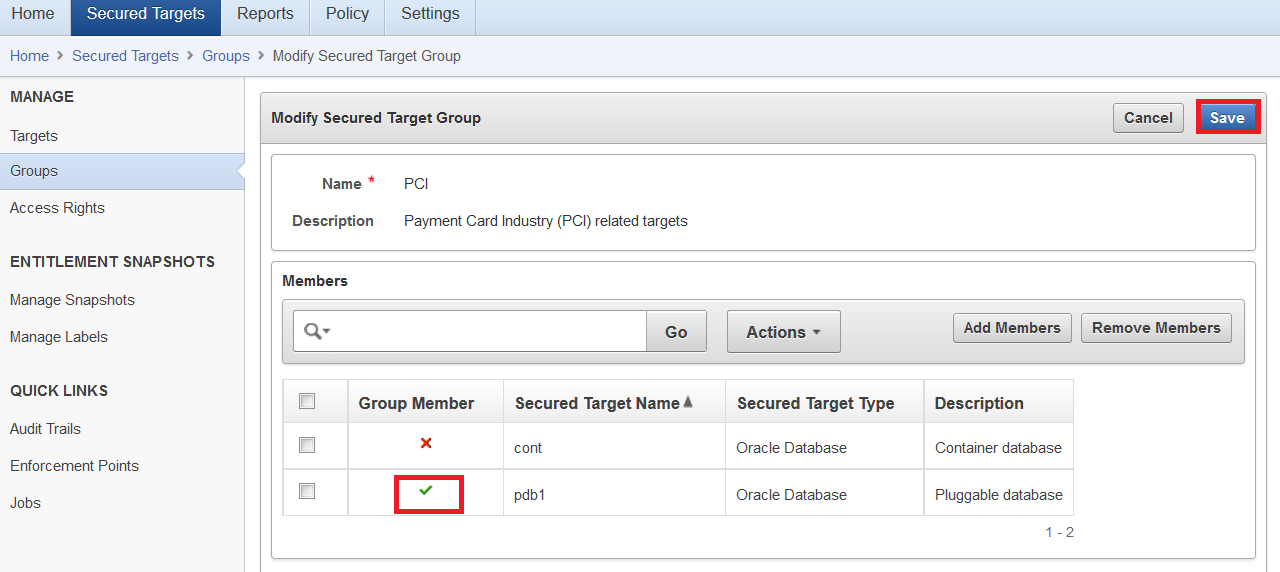 Home Secured Targets Reports Policy Settings
Home > Secured Targets > Groups > Modify Secured Target Group
MANAGE
Targets
Groups
Access Rights
ENTITLEMENT SNAPSHOTS
Manage Snapshots
Manage Labels
QUICK LINKS
Audit Trails
Enforcement Points
Jobs
Modify Secured Target Group Cancel Save
Name * PCI
Description Payment Card Industry (PCI) related targets
Members
Go Actions Add Members Remove Members
Group Member Secured Target Name Secured Target Type Description
cont Oracle Database Container database
pdb1 Oracle Database Pluggable database
1 - 2